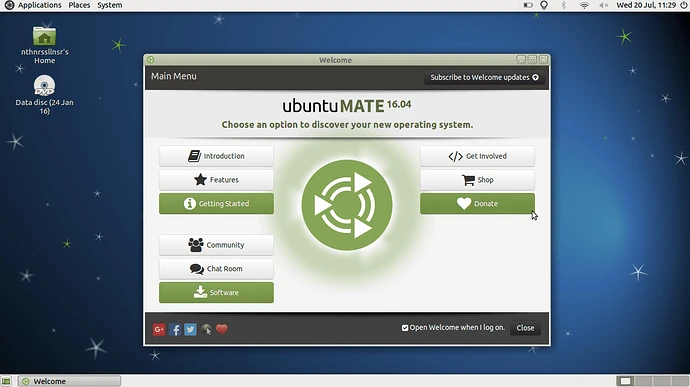 Applications Places System
Wed 20 Jul, 11:29
nthnrssllnsr's
Home
Data disc (24 Jan
16)
Welcome
Main Menu
Subscribe to Welcome updates
ubuntu MATE 16.04
Choose an option to discover your new operating system.
Introduction
Features
Getting Started
Community
Chat Room
Software
Get Involved
Shop
Donate
Open Welcome when I log on.
Close
Welcome